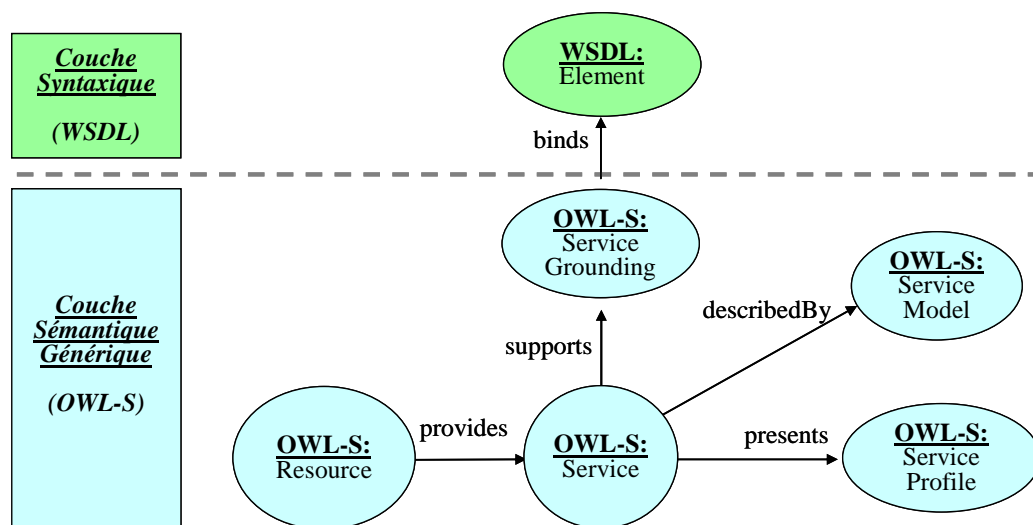 Couche
Syntaxique
(WSDL)
WSDL:
Element
binds
OWL-S:
Service
Grounding
Couche
Sémantique
Générique
(OWL-S)
describedBy
OWL-S:
Service
Model
supports
OWL-S:
Resource
provides
OWL-S:
Service
presents
OWL-S:
Service
Profile